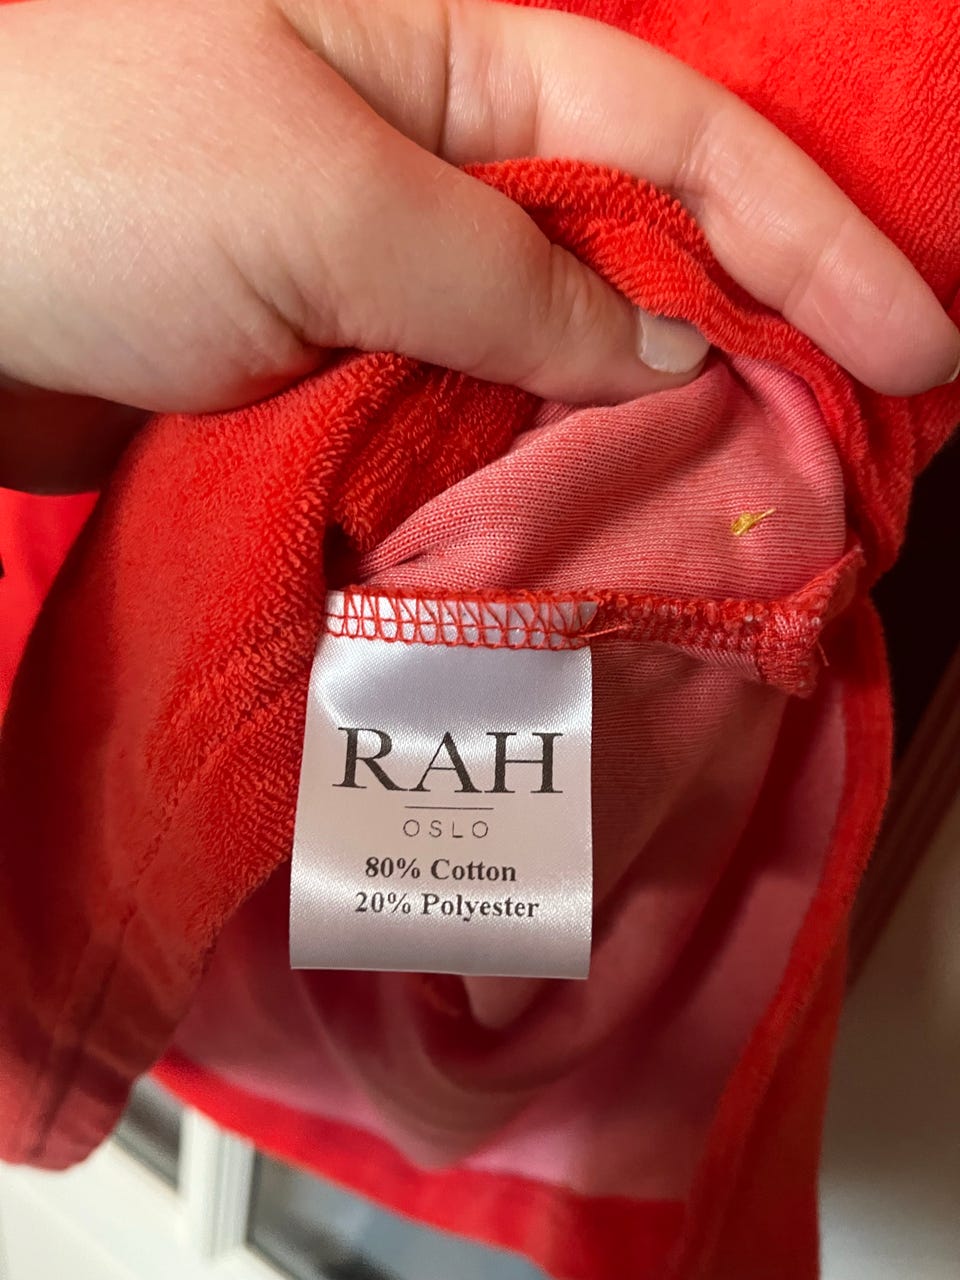 RAH
OSLO
80% Cotton
20% Polyester